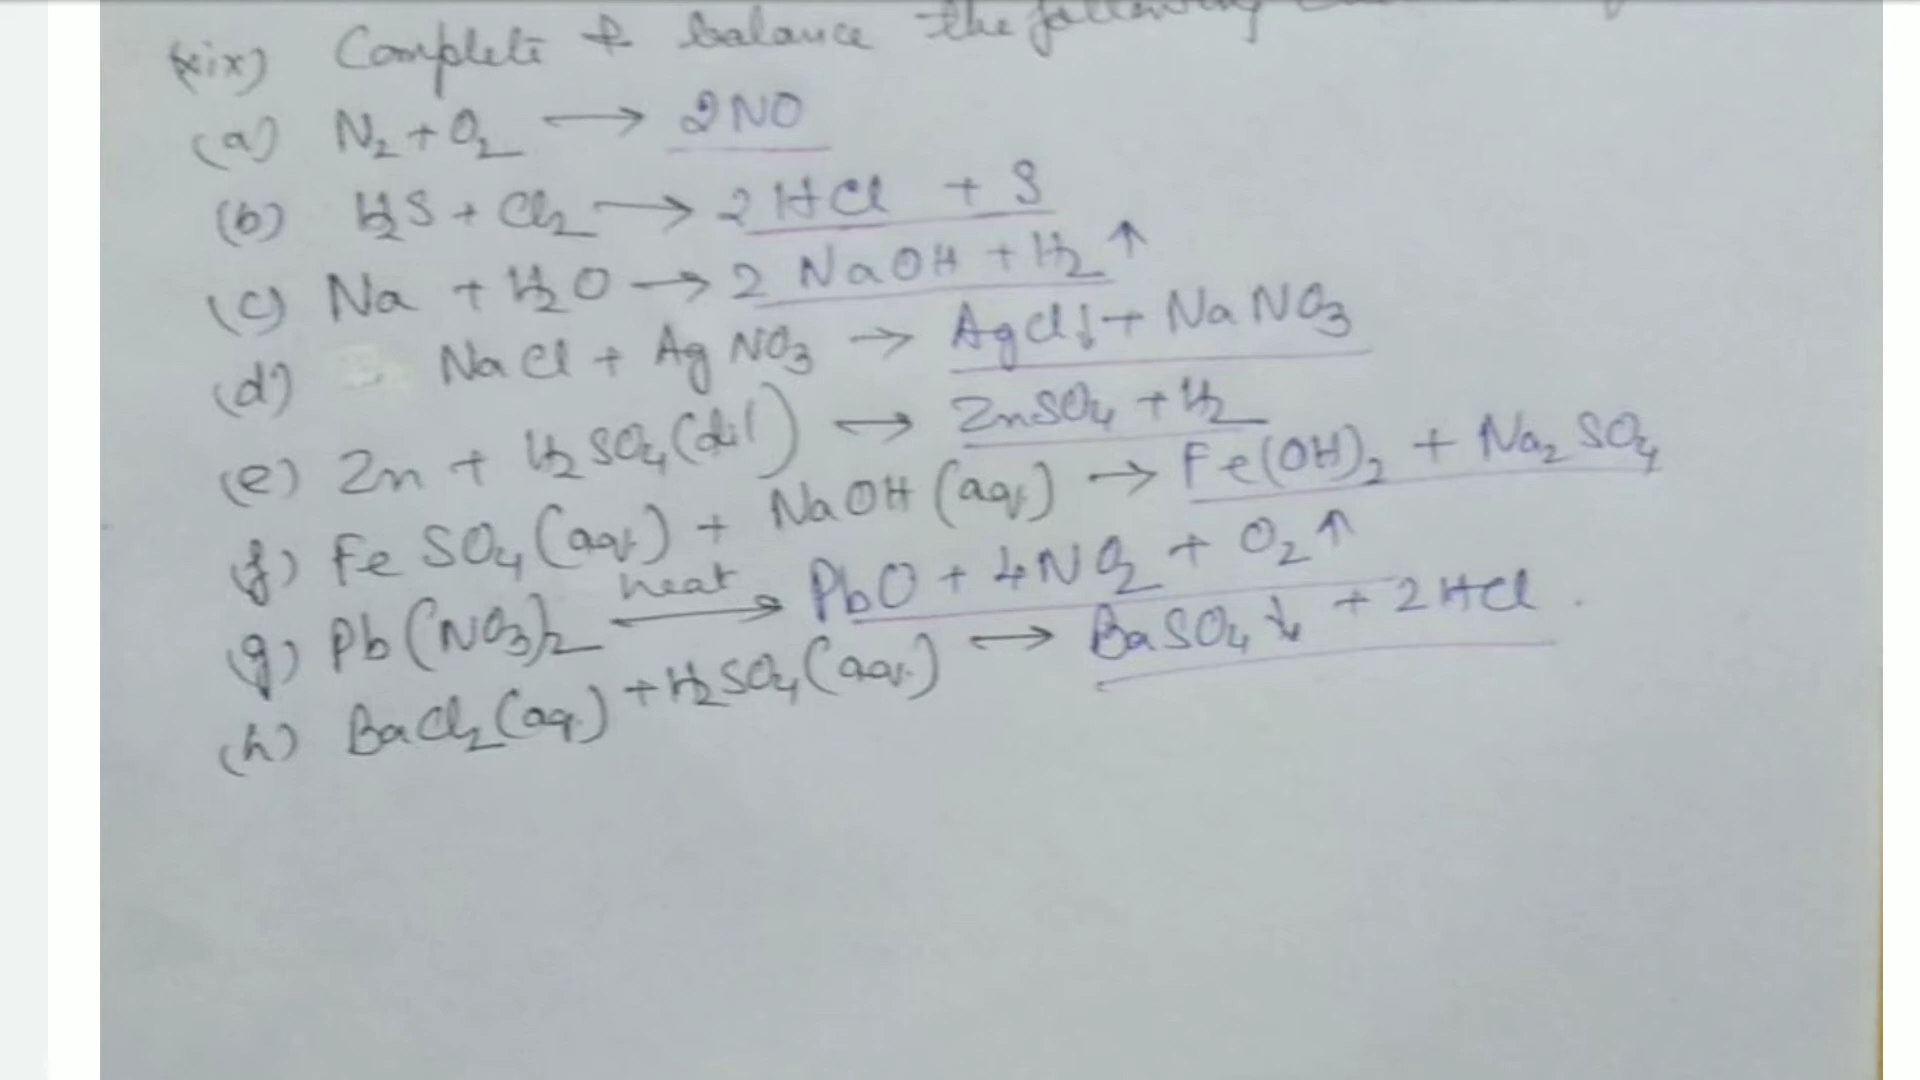 (xix) Complete & balance the following
(a) N₂ + O₂ ⟶ 2NO
(b) H₂S + Cl₂ ⟶ 2HCl + S
(c) Na + H₂O ⟶ 2 NaOH + H₂ ↑
(d) NaCl + AgNO₃ → AgCl↓ + NaNO₃
(e) Zn + H₂SO₄ (dil) ⟶ ZnSO₄ + H₂
(f) FeSO₄ (aq.) + NaOH (aq.) → Fe(OH)₂ + Na₂SO₄
(g) Pb(NO₃)₂ heat ⟶ PbO + 4NO₂ + O₂ ↑
(h) BaCl₂ (aq.) + H₂SO₄ (aq.) ⟶ BaSO₄ ↓ + 2HCl.